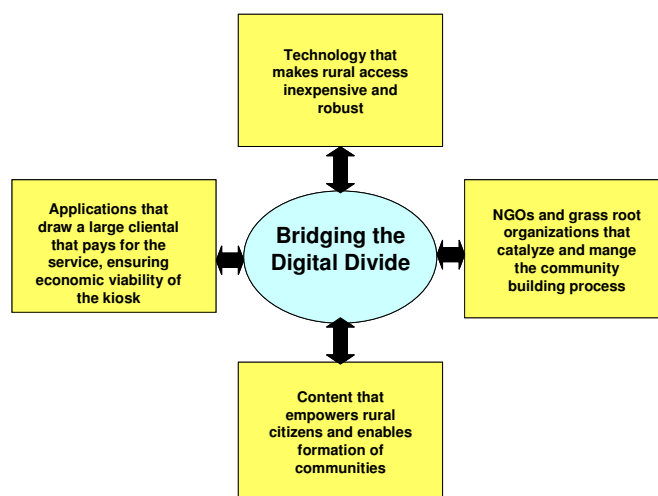 Technology that
makes rural access
inexpensive and
robust
Applications that
draw a large cliental
that pays for the
service, ensuring
economic viability of
the kiosk
Bridging the
Digital Divide
NGOs and grass root
organizations that
catalyze and mange
the community
building process
Content that
empowers rural
citizens and enables
formation of
communities